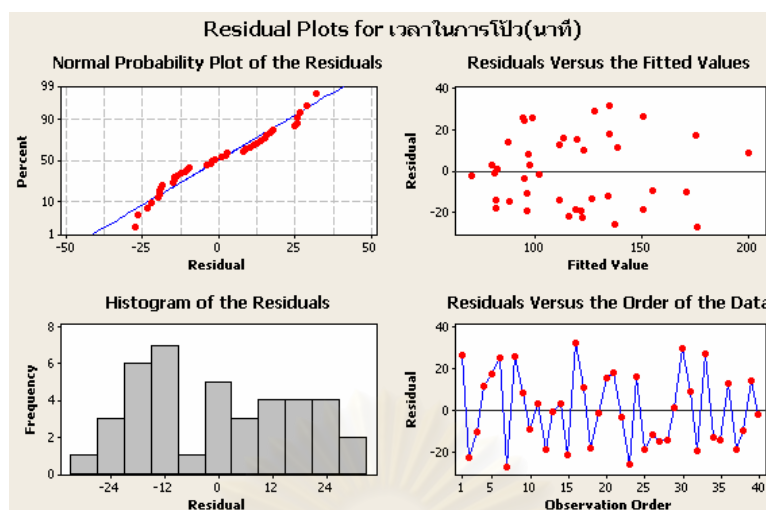 Residual Plots for เวลาในการโป๊ว(นาที)
Normal Probability Plot of the Residuals
Residuals Versus the Fitted Values
99
90
50
10
1
Percent
-50 -25 0 25 50
Residual
40
20
0
-20
Residual
100 150 200
Fitted Value
Histogram of the Residuals
Residuals Versus the Order of the Data
8
6
4
2
0
Frequency
-24 -12 0 12 24
Residual
40
20
0
-20
Residual
1 5 10 15 20 25 30 35 40
Observation Order